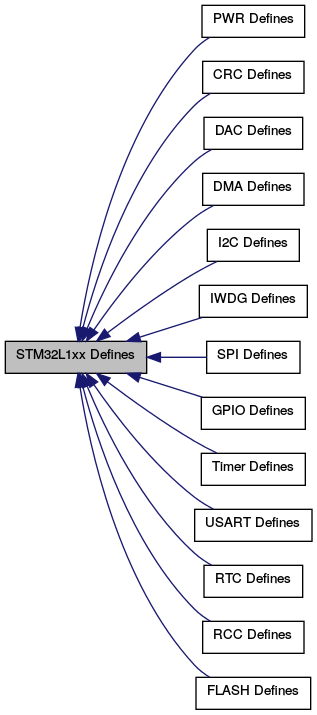 PWR Defines
CRC Defines
DAC Defines
DMA Defines
I2C Defines
IWDG Defines
STM32L1xx Defines
SPI Defines
GPIO Defines
Timer Defines
USART Defines
RTC Defines
RCC Defines
FLASH Defines